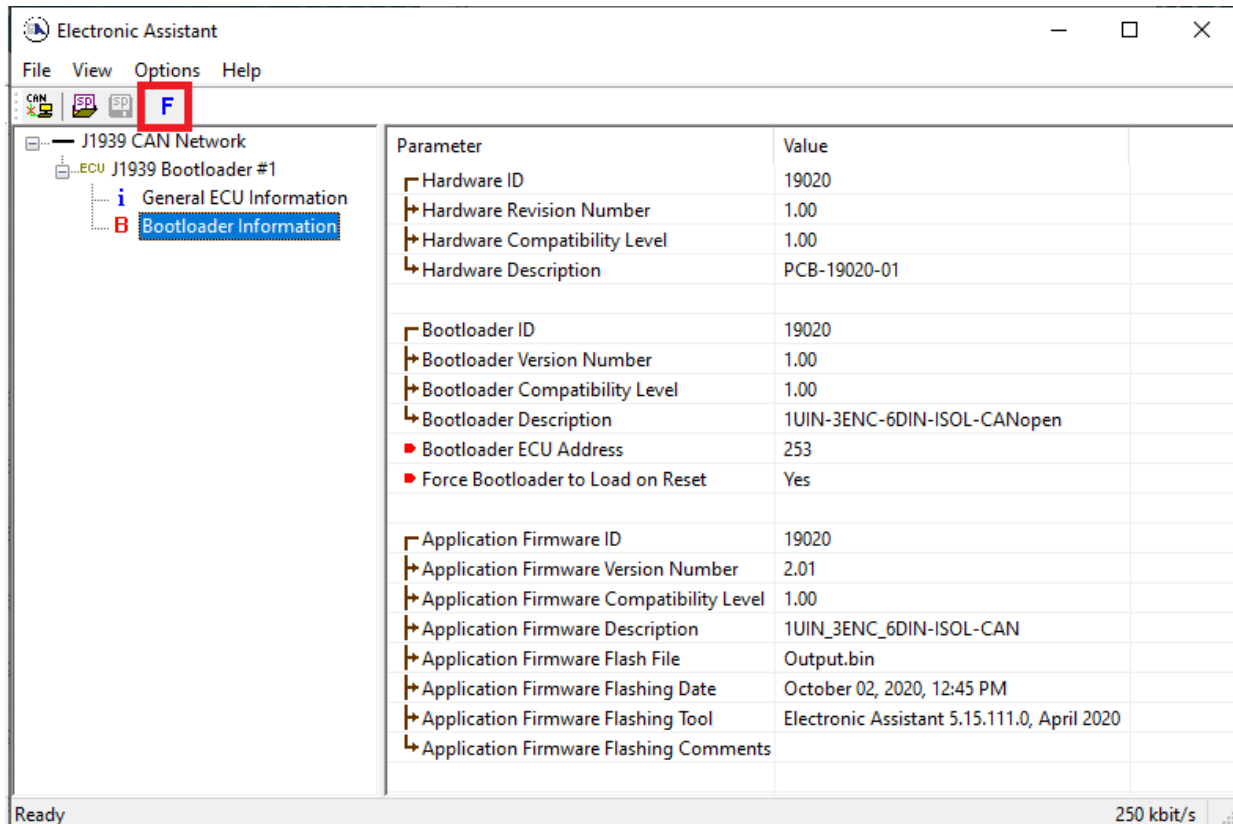 Electronic Assistant
File View Options Help
CAN SP SP F
J1939 CAN Network
ECU J1939 Bootloader #1
i General ECU Information
B Bootloader Information
Parameter Value
Hardware ID 19020
Hardware Revision Number 1.00
Hardware Compatibility Level 1.00
Hardware Description PCB-19020-01
Bootloader ID 19020
Bootloader Version Number 1.00
Bootloader Compatibility Level 1.00
Bootloader Description 1UIN-3ENC-6DIN-ISOL-CANopen
Bootloader ECU Address 253
Force Bootloader to Load on Reset Yes
Application Firmware ID 19020
Application Firmware Version Number 2.01
Application Firmware Compatibility Level 1.00
Application Firmware Description 1UIN_3ENC_6DIN-ISOL-CAN
Application Firmware Flash File Output.bin
Application Firmware Flashing Date October 02, 2020, 12:45 PM
Application Firmware Flashing Tool Electronic Assistant 5.15.111.0, April 2020
Application Firmware Flashing Comments
Ready 250 kbit/s